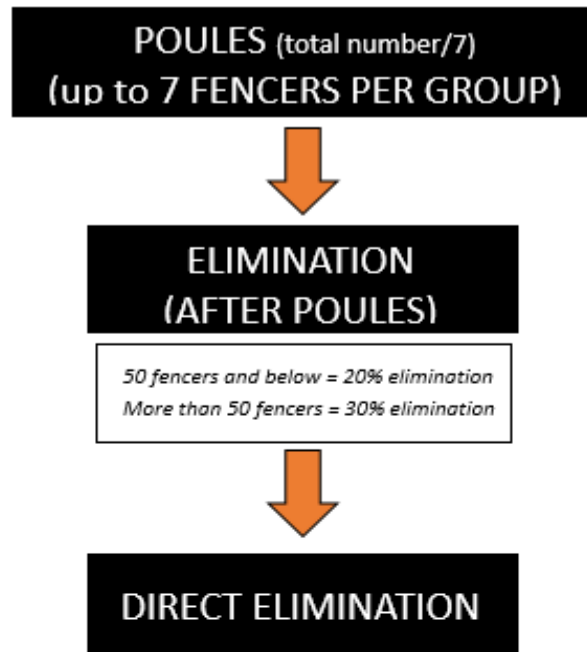 POULES (total number/7)
(up to 7 FENCERS PER GROUP)
ELIMINATION
(AFTER POULES)
50 fencers and below = 20% elimination
More than 50 fencers = 30% elimination
DIRECT ELIMINATION